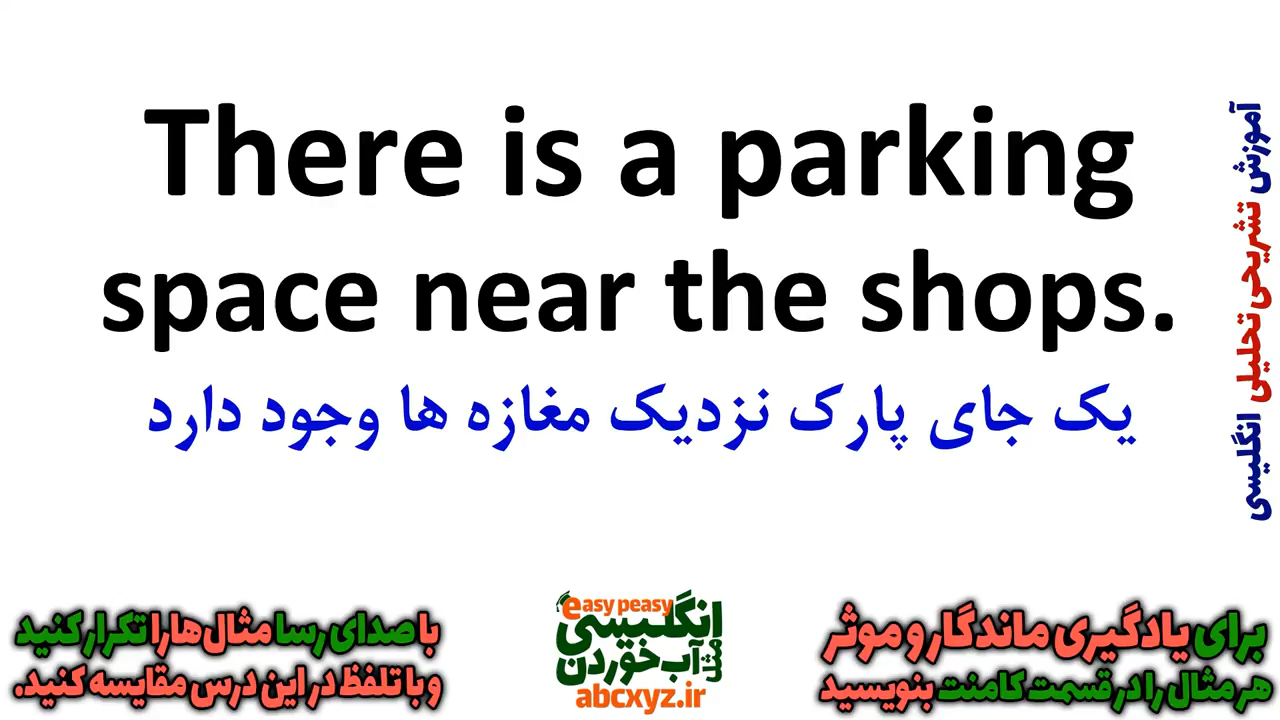 There is a parking
space near the shops.
یک جای پارک نزدیک مغازه ها وجود دارد
آموزش تشریحی تحلیلی انگلیسی
برای یادگیری ماندگار و موثر
هر مثال را در قسمت کامنت بنویسید
easy peasy
انگلیسی
مثل آب خوردن
abcxyz.ir
با صدای رسا مثال‌ها را تکرار کنید
و با تلفظ در این درس مقایسه کنید.